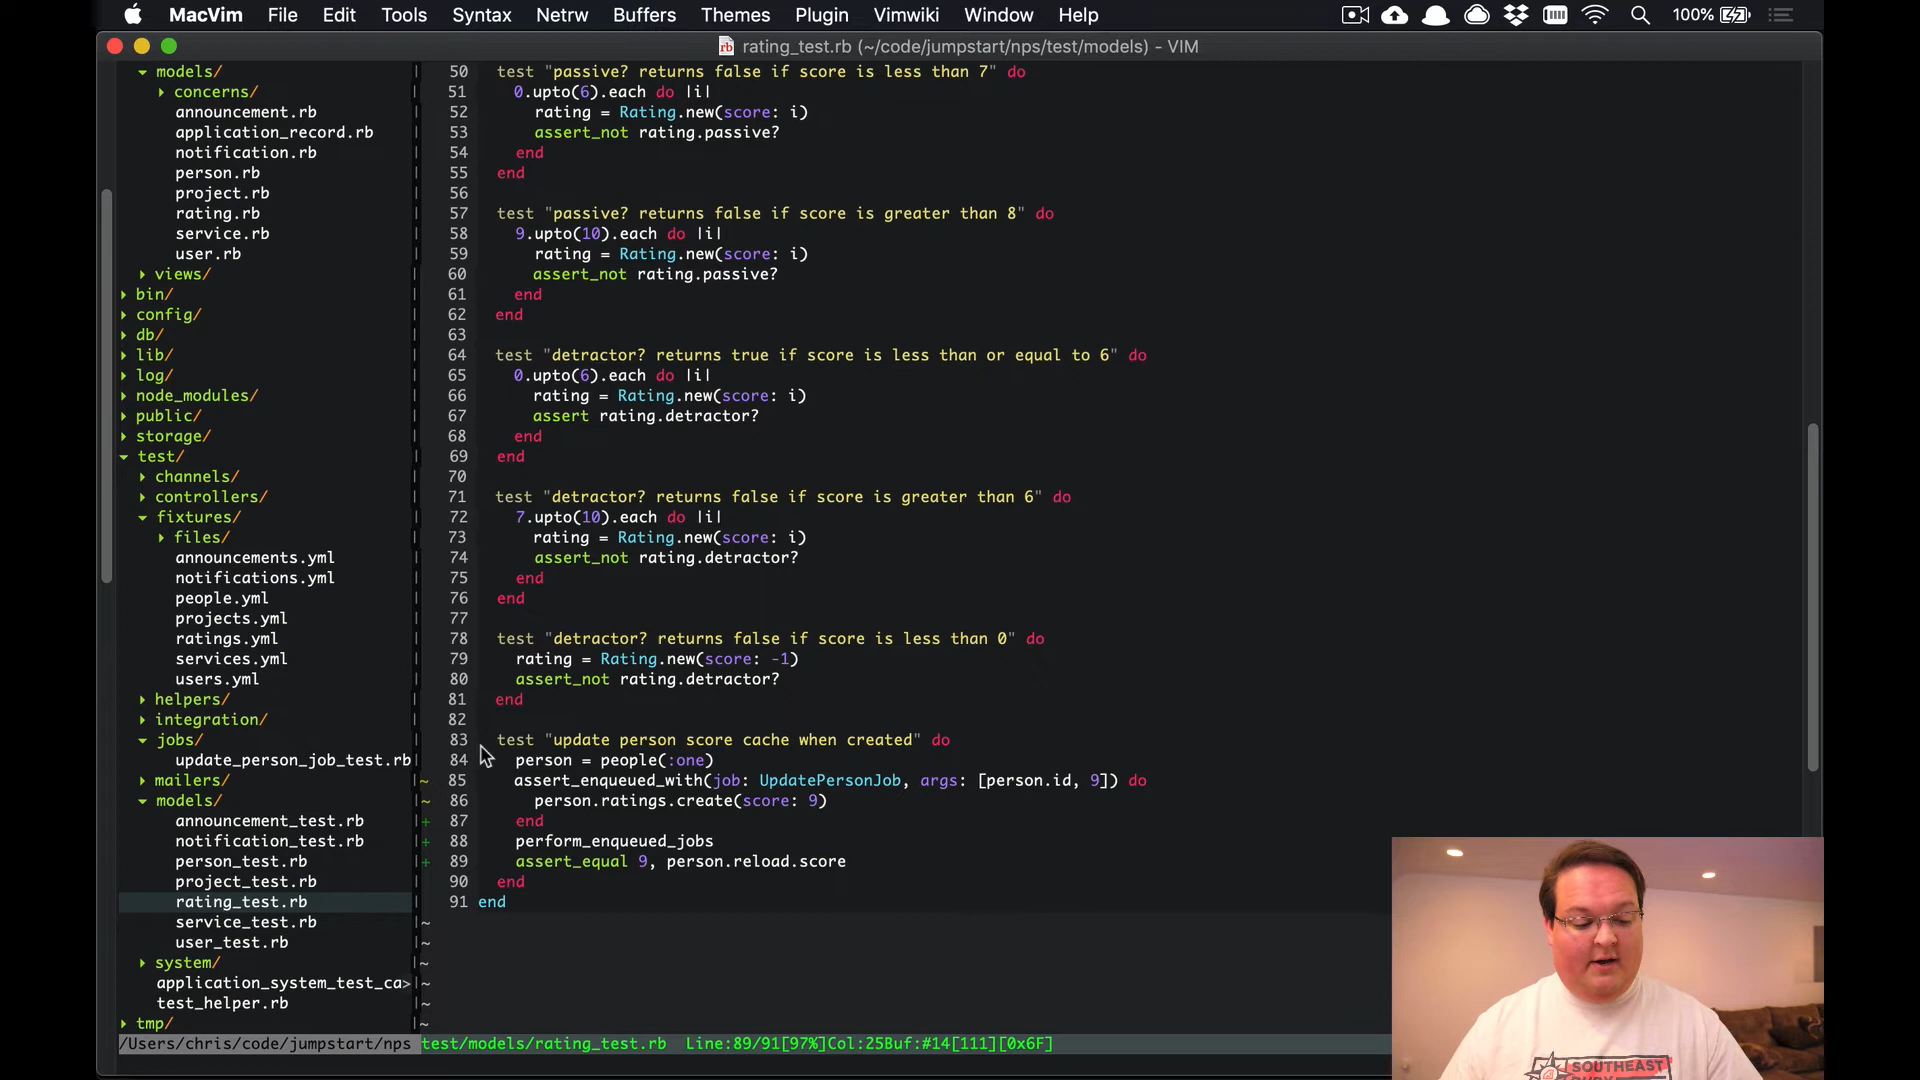 MacVim File Edit Tools Syntax Netrw Buffers Themes Plugin Vimwiki Window Help 100%
rating_test.rb (~/code/jumpstart/nps/test/models) - VIM
models/
concerns/
announcement.rb
application_record.rb
notification.rb
person.rb
project.rb
rating.rb
service.rb
user.rb
views/
bin/
config/
db/
lib/
log/
node_modules/
public/
storage/
test/
channels/
controllers/
fixtures/
files/
announcements.yml
notifications.yml
people.yml
projects.yml
ratings.yml
services.yml
users.yml
helpers/
integration/
jobs/
update_person_job_test.rb
mailers/
models/
announcement_test.rb
notification_test.rb
person_test.rb
project_test.rb
rating_test.rb
service_test.rb
user_test.rb
system/
application_system_test_ca>
test_helper.rb
tmp/
50 test "passive? returns false if score is less than 7" do
51 0.upto(6).each do |i|
52 rating = Rating.new(score: i)
53 assert_not rating.passive?
54 end
55 end
56
57 test "passive? returns false if score is greater than 8" do
58 9.upto(10).each do |i|
59 rating = Rating.new(score: i)
60 assert_not rating.passive?
61 end
62 end
63
64 test "detractor? returns true if score is less than or equal to 6" do
65 0.upto(6).each do |i|
66 rating = Rating.new(score: i)
67 assert rating.detractor?
68 end
69 end
70
71 test "detractor? returns false if score is greater than 6" do
72 7.upto(10).each do |i|
73 rating = Rating.new(score: i)
74 assert_not rating.detractor?
75 end
76 end
77
78 test "detractor? returns false if score is less than 0" do
79 rating = Rating.new(score: -1)
80 assert_not rating.detractor?
81 end
82
83 test "update person score cache when created" do
84 person = people(:one)
~ 85 assert_enqueued_with(job: UpdatePersonJob, args: [person.id, 9]) do
~ 86 person.ratings.create(score: 9)
+ 87 end
+ 88 perform_enqueued_jobs
+ 89 assert_equal 9, person.reload.score
90 end
91 end
~
~
~
~
~
~
/Users/chris/code/jumpstart/nps test/models/rating_test.rb Line:89/91[97%]Col:25Buf:#14[111][0x6F]
SOUTHEAST